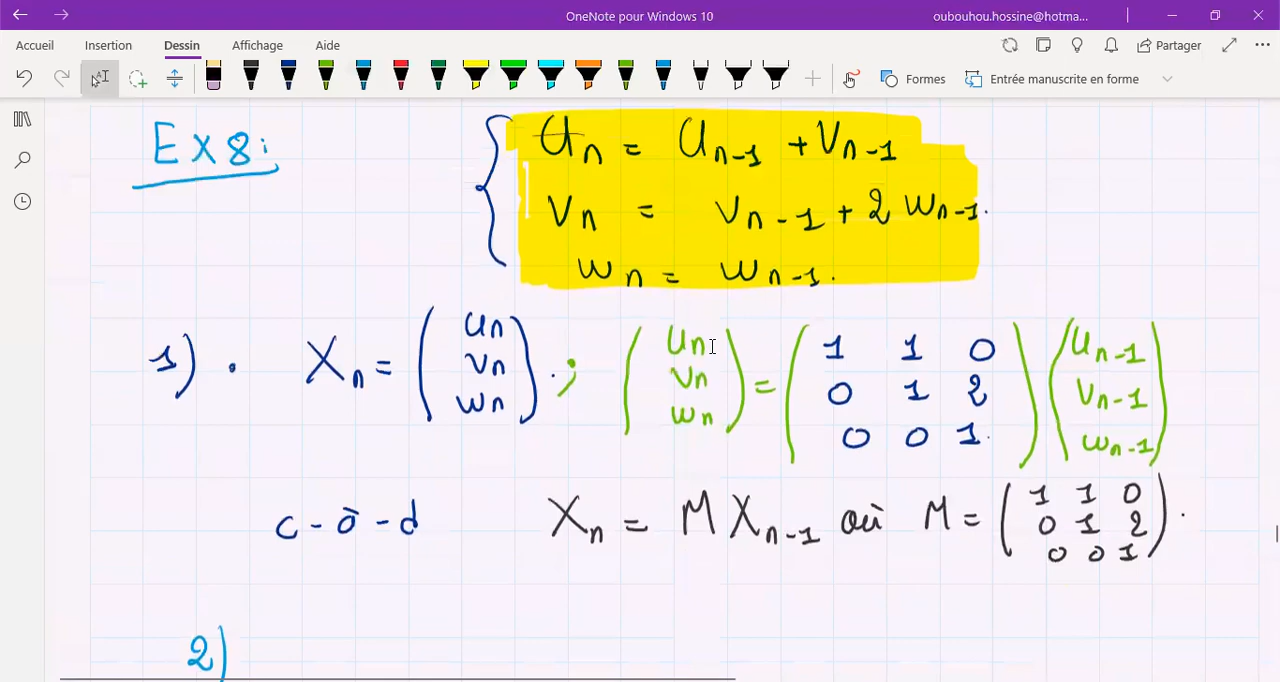 OneNote pour Windows 10
oubouhou.hossine@hotma...
Accueil Insertion Dessin Affichage Aide Partager
Formes Entrée manuscrite en forme
Ex 8:
Un = Un-1 + Vn-1
Vn = Vn-1 + 2 Wn-1.
Wn = Wn-1.
1) . Xn = (un vn wn) . ; (un vn wn) = (1 1 0 0 1 2 0 0 1.) (un-1 vn-1 wn-1)
c-à-d Xn = M Xn-1 où M = (1 1 0 0 1 2 0 0 1) .
2)